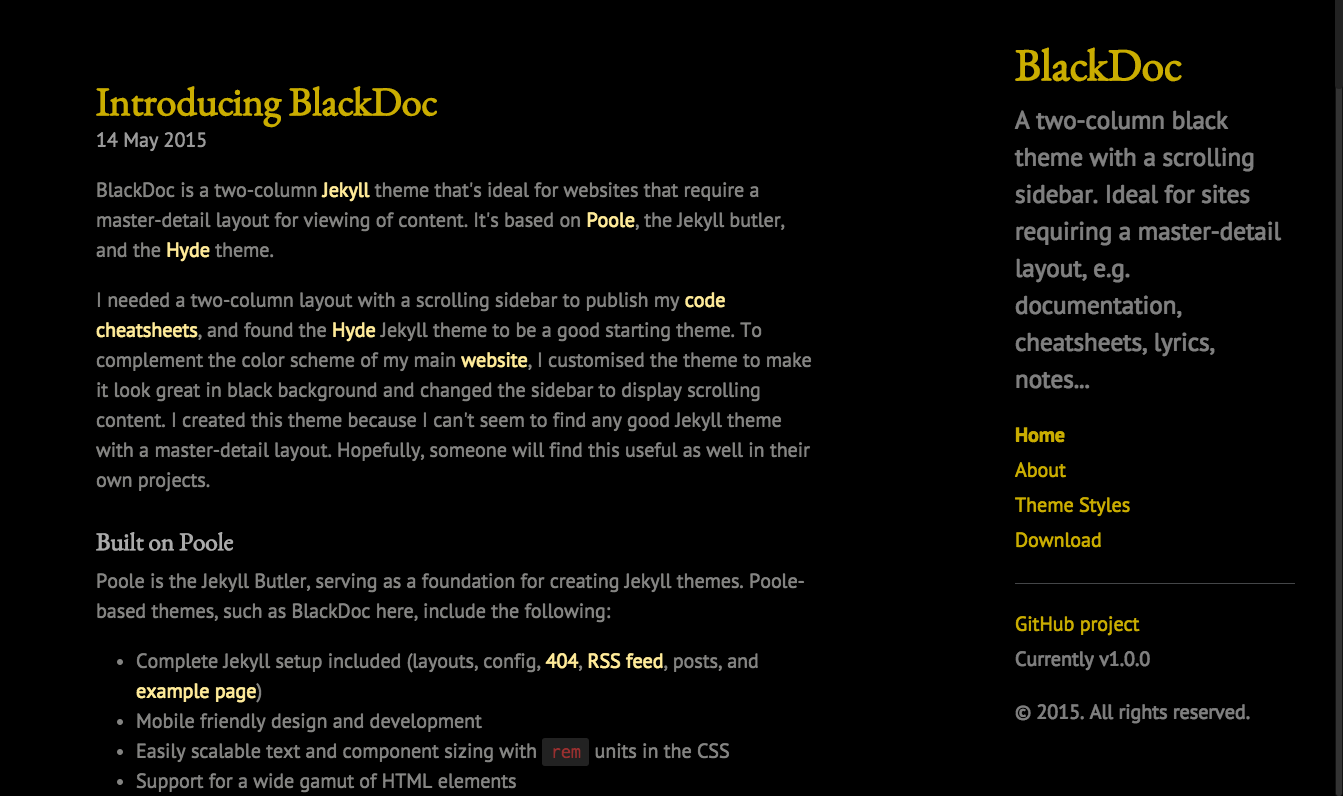 Introducing BlackDoc
14 May 2015
BlackDoc is a two-column Jekyll theme that's ideal for websites that require a
master-detail layout for viewing of content. It's based on Poole, the Jekyll butler,
and the Hyde theme.
I needed a two-column layout with a scrolling sidebar to publish my code
cheatsheets, and found the Hyde Jekyll theme to be a good starting theme. To
complement the color scheme of my main website, I customised the theme to make
it look great in black background and changed the sidebar to display scrolling
content. I created this theme because I can't seem to find any good Jekyll theme
with a master-detail layout. Hopefully, someone will find this useful as well in their
own projects.
Built on Poole
Poole is the Jekyll Butler, serving as a foundation for creating Jekyll themes. Poole-
based themes, such as BlackDoc here, include the following:
• Complete Jekyll setup included (layouts, config, 404, RSS feed, posts, and
example page)
• Mobile friendly design and development
• Easily scalable text and component sizing with rem units in the CSS
• Support for a wide gamut of HTML elements
BlackDoc
A two-column black
theme with a scrolling
sidebar. Ideal for sites
requiring a master-detail
layout, e.g.
documentation,
cheatsheets, lyrics,
notes...
Home
About
Theme Styles
Download
GitHub project
Currently v1.0.0
© 2015. All rights reserved.